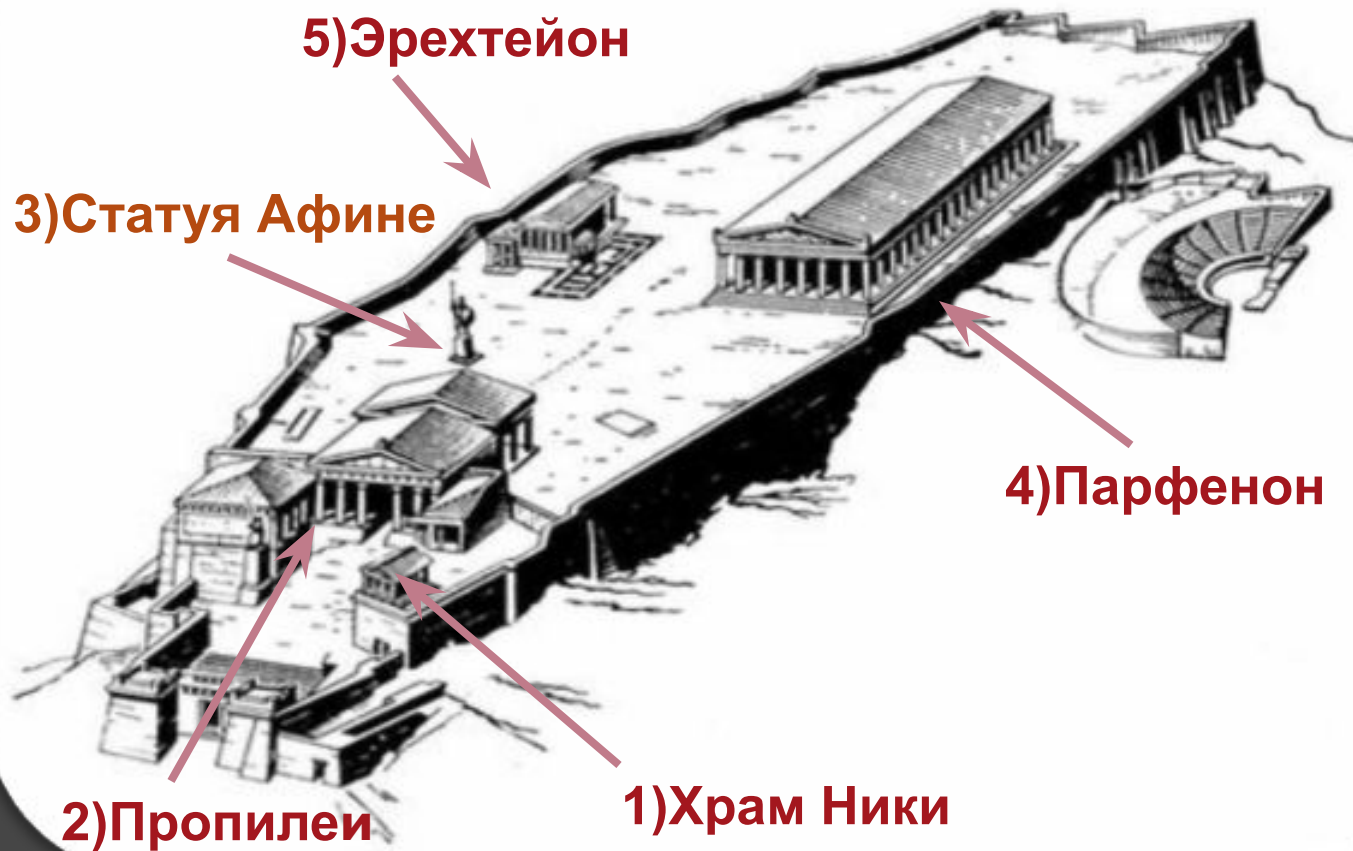 5)Эрехтейон
3)Статуя Афине
4)Парфенон
1)Храм Ники
2)Пропилеи